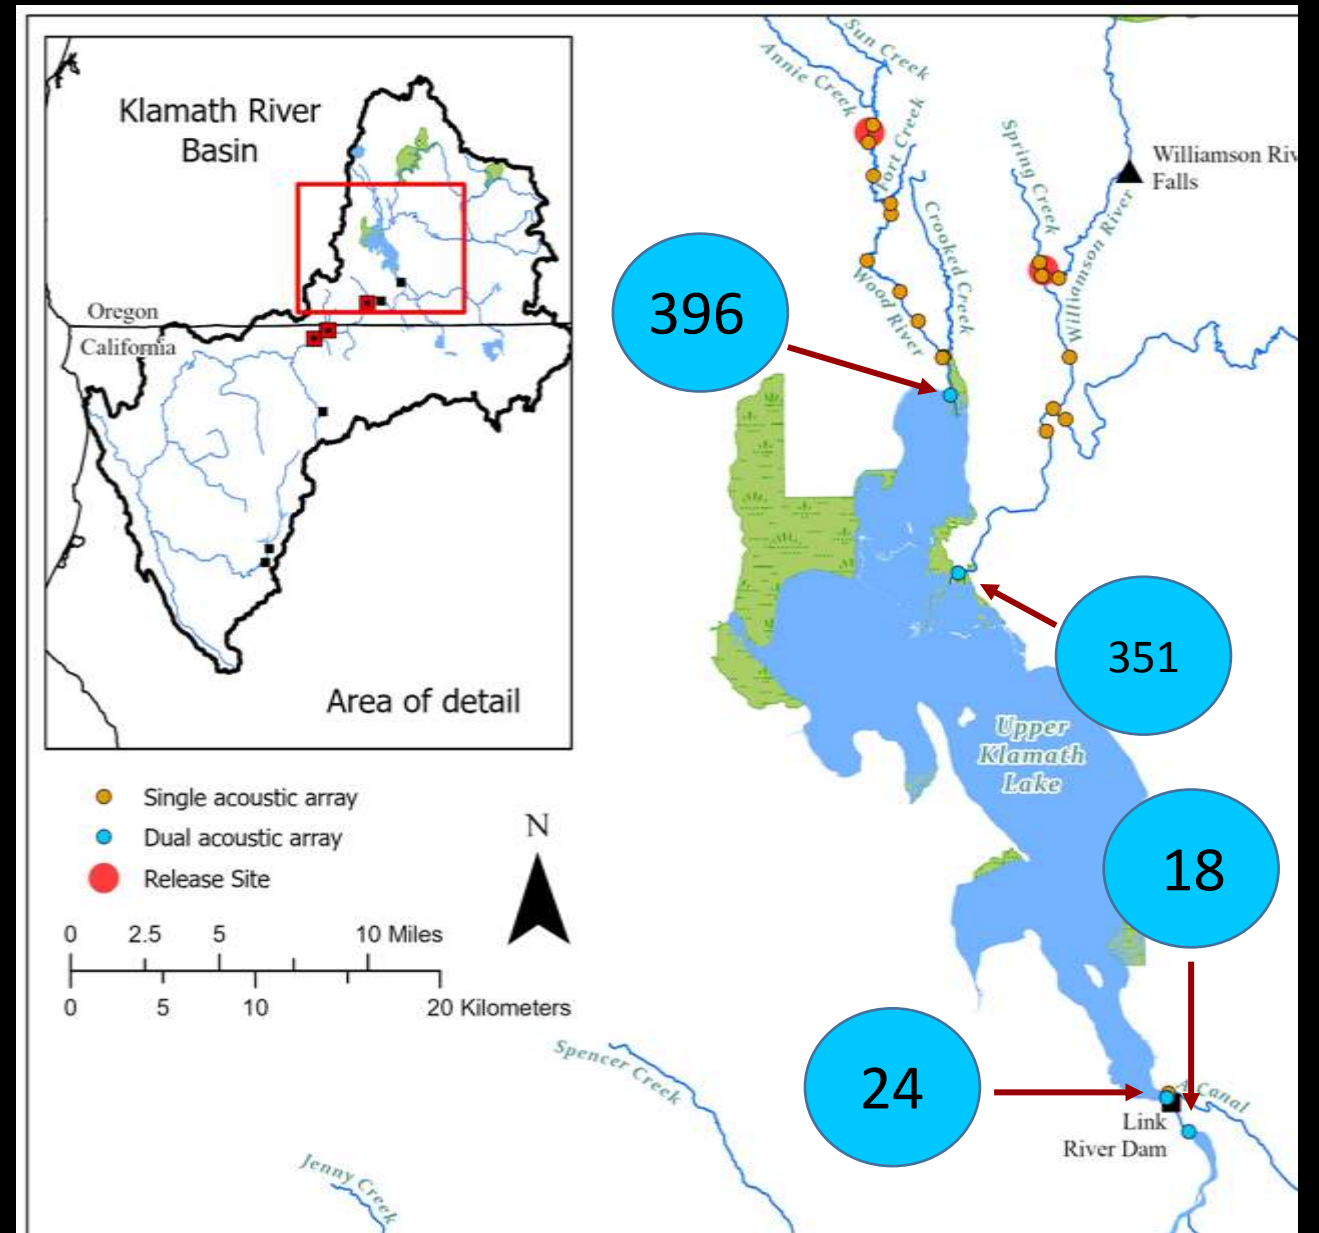 Klamath River
Basin
Oregon
California
Area of detail
Single acoustic array
Dual acoustic array
Release Site
N
0 2.5 5 10 Miles
0 5 10 20 Kilometers
Sun Creek
Annie Creek
Fort Creek
Spring Creek
Williamson Riv
Falls
Crooked Creek
Williamson River
Wood River
396
351
Upper
Klamath
Lake
18
24
A Canal
Link
River Dam
Spencer Creek
Jenny Creek